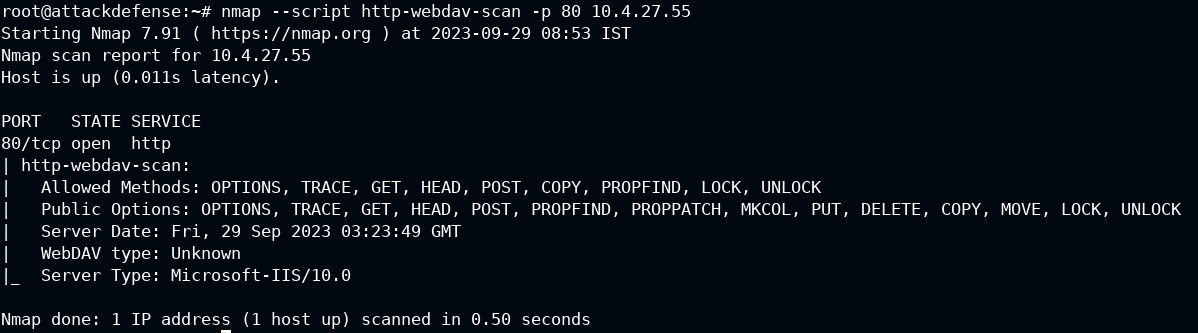 root@attackdefense:~# nmap --script http-webdav-scan -p 80 10.4.27.55
Starting Nmap 7.91 ( https://nmap.org ) at 2023-09-29 08:53 IST
Nmap scan report for 10.4.27.55
Host is up (0.011s latency).

PORT   STATE SERVICE
80/tcp open  http
| http-webdav-scan:
|   Allowed Methods: OPTIONS, TRACE, GET, HEAD, POST, COPY, PROPFIND, LOCK, UNLOCK
|   Public Options: OPTIONS, TRACE, GET, HEAD, POST, PROPFIND, PROPPATCH, MKCOL, PUT, DELETE, COPY, MOVE, LOCK, UNLOCK
|   Server Date: Fri, 29 Sep 2023 03:23:49 GMT
|   WebDAV type: Unknown
|_  Server Type: Microsoft-IIS/10.0

Nmap done: 1 IP address (1 host up) scanned in 0.50 seconds